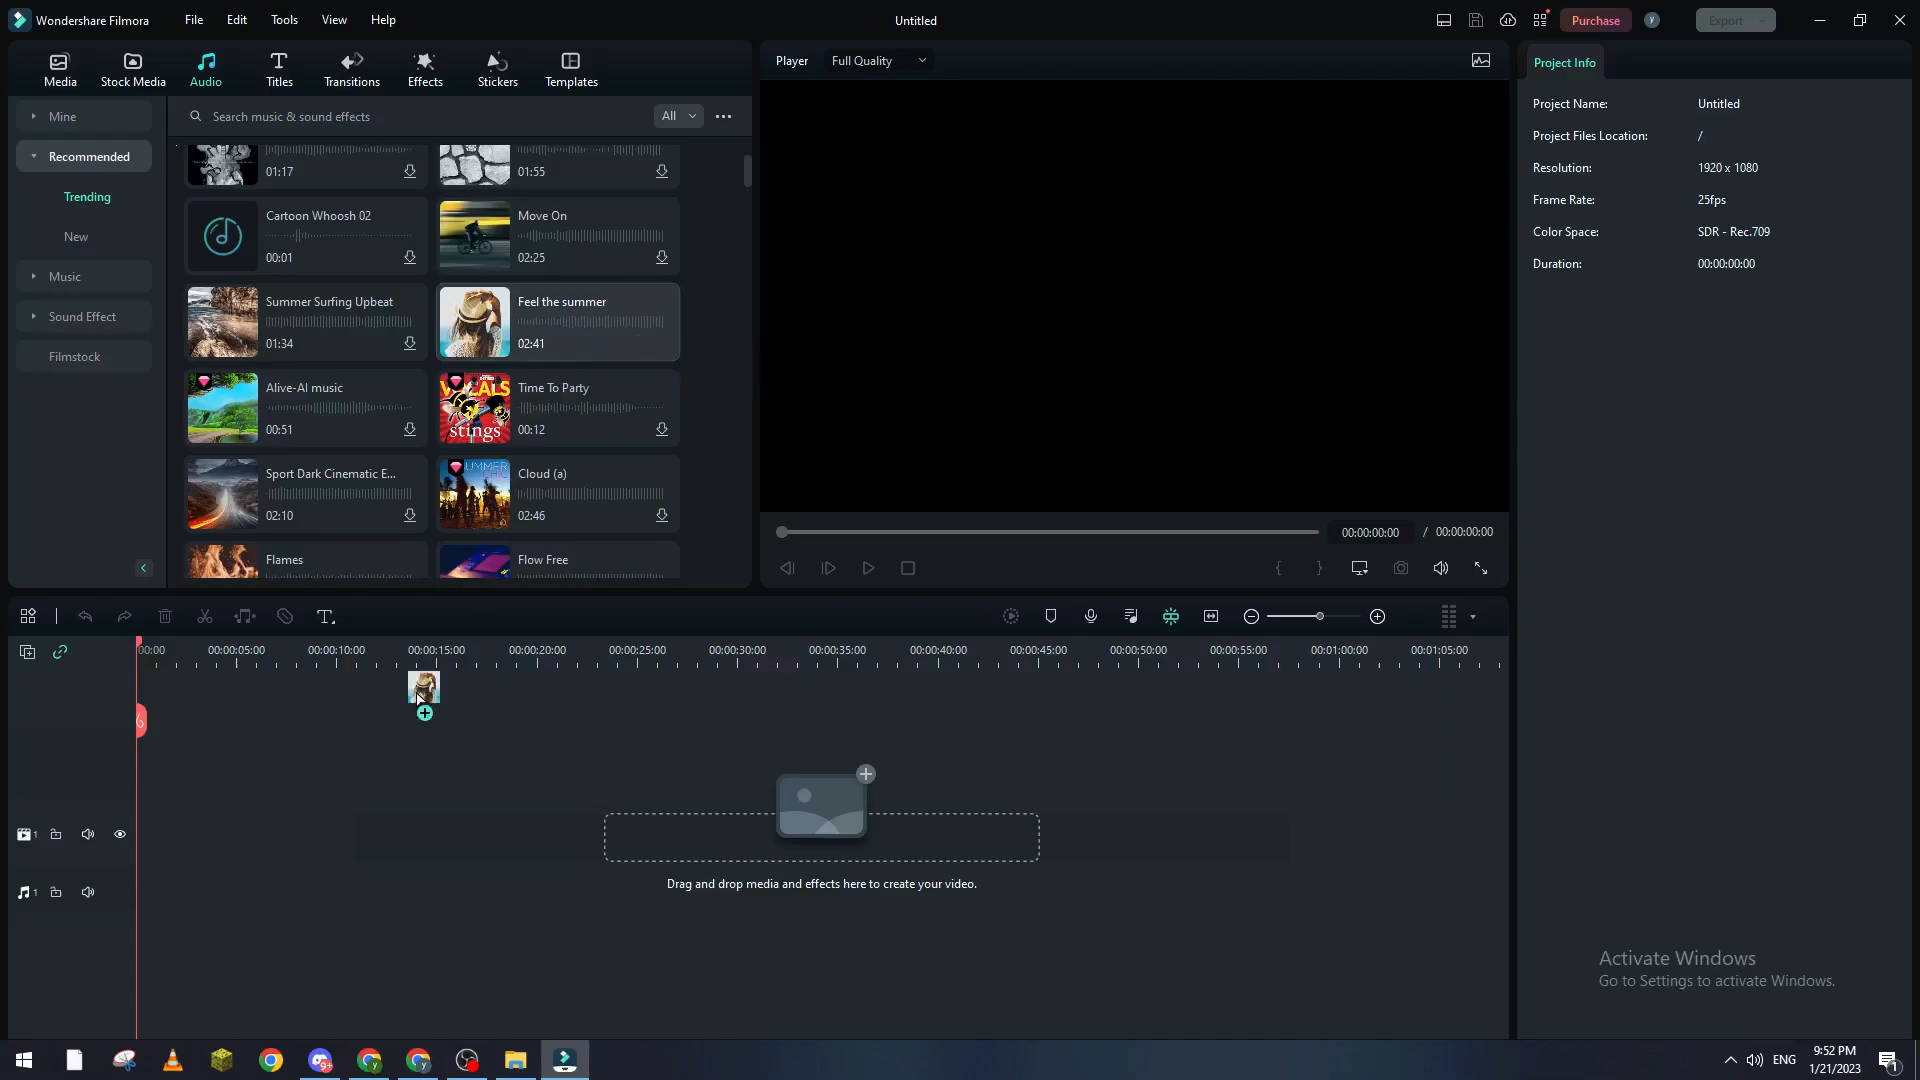 Wondershare Filmora
File
Edit
Tools
View
Help
Untitled
Purchase
Y
Export
Media
Stock Media
Audio
Titles
Transitions
Effects
Stickers
Templates
Player
Full Quality
Project Info
Mine
Recommended
Trending
New
Music
Sound Effect
Filmstock
Search music & sound effects
All
01:17
01:55
Cartoon Whoosh 02
00:01
Move On
02:25
Summer Surfing Upbeat
01:34
Feel the summer
02:41
Alive-AI music
00:51
VOCALS
stings
Time To Party
00:12
Sport Dark Cinematic E...
02:10
Cloud (a)
02:46
Flames
Flow Free
Project Name: Untitled
Project Files Location: /
Resolution: 1920 x 1080
Frame Rate: 25fps
Color Space: SDR - Rec.709
Duration: 00:00:00:00
00:00:00:00 / 00:00:00:00
00:00 00:00:05:00 00:00:10:00 00:00:15:00 00:00:20:00 00:00:25:00 00:00:30:00 00:00:35:00 00:00:40:00 00:00:45:00 00:00:50:00 00:00:55:00 00:01:00:00 00:01:05:00
1
1
Drag and drop media and effects here to create your video.
Activate Windows
Go to Settings to activate Windows.
9+
ENG
9:52 PM
1/21/2023
1